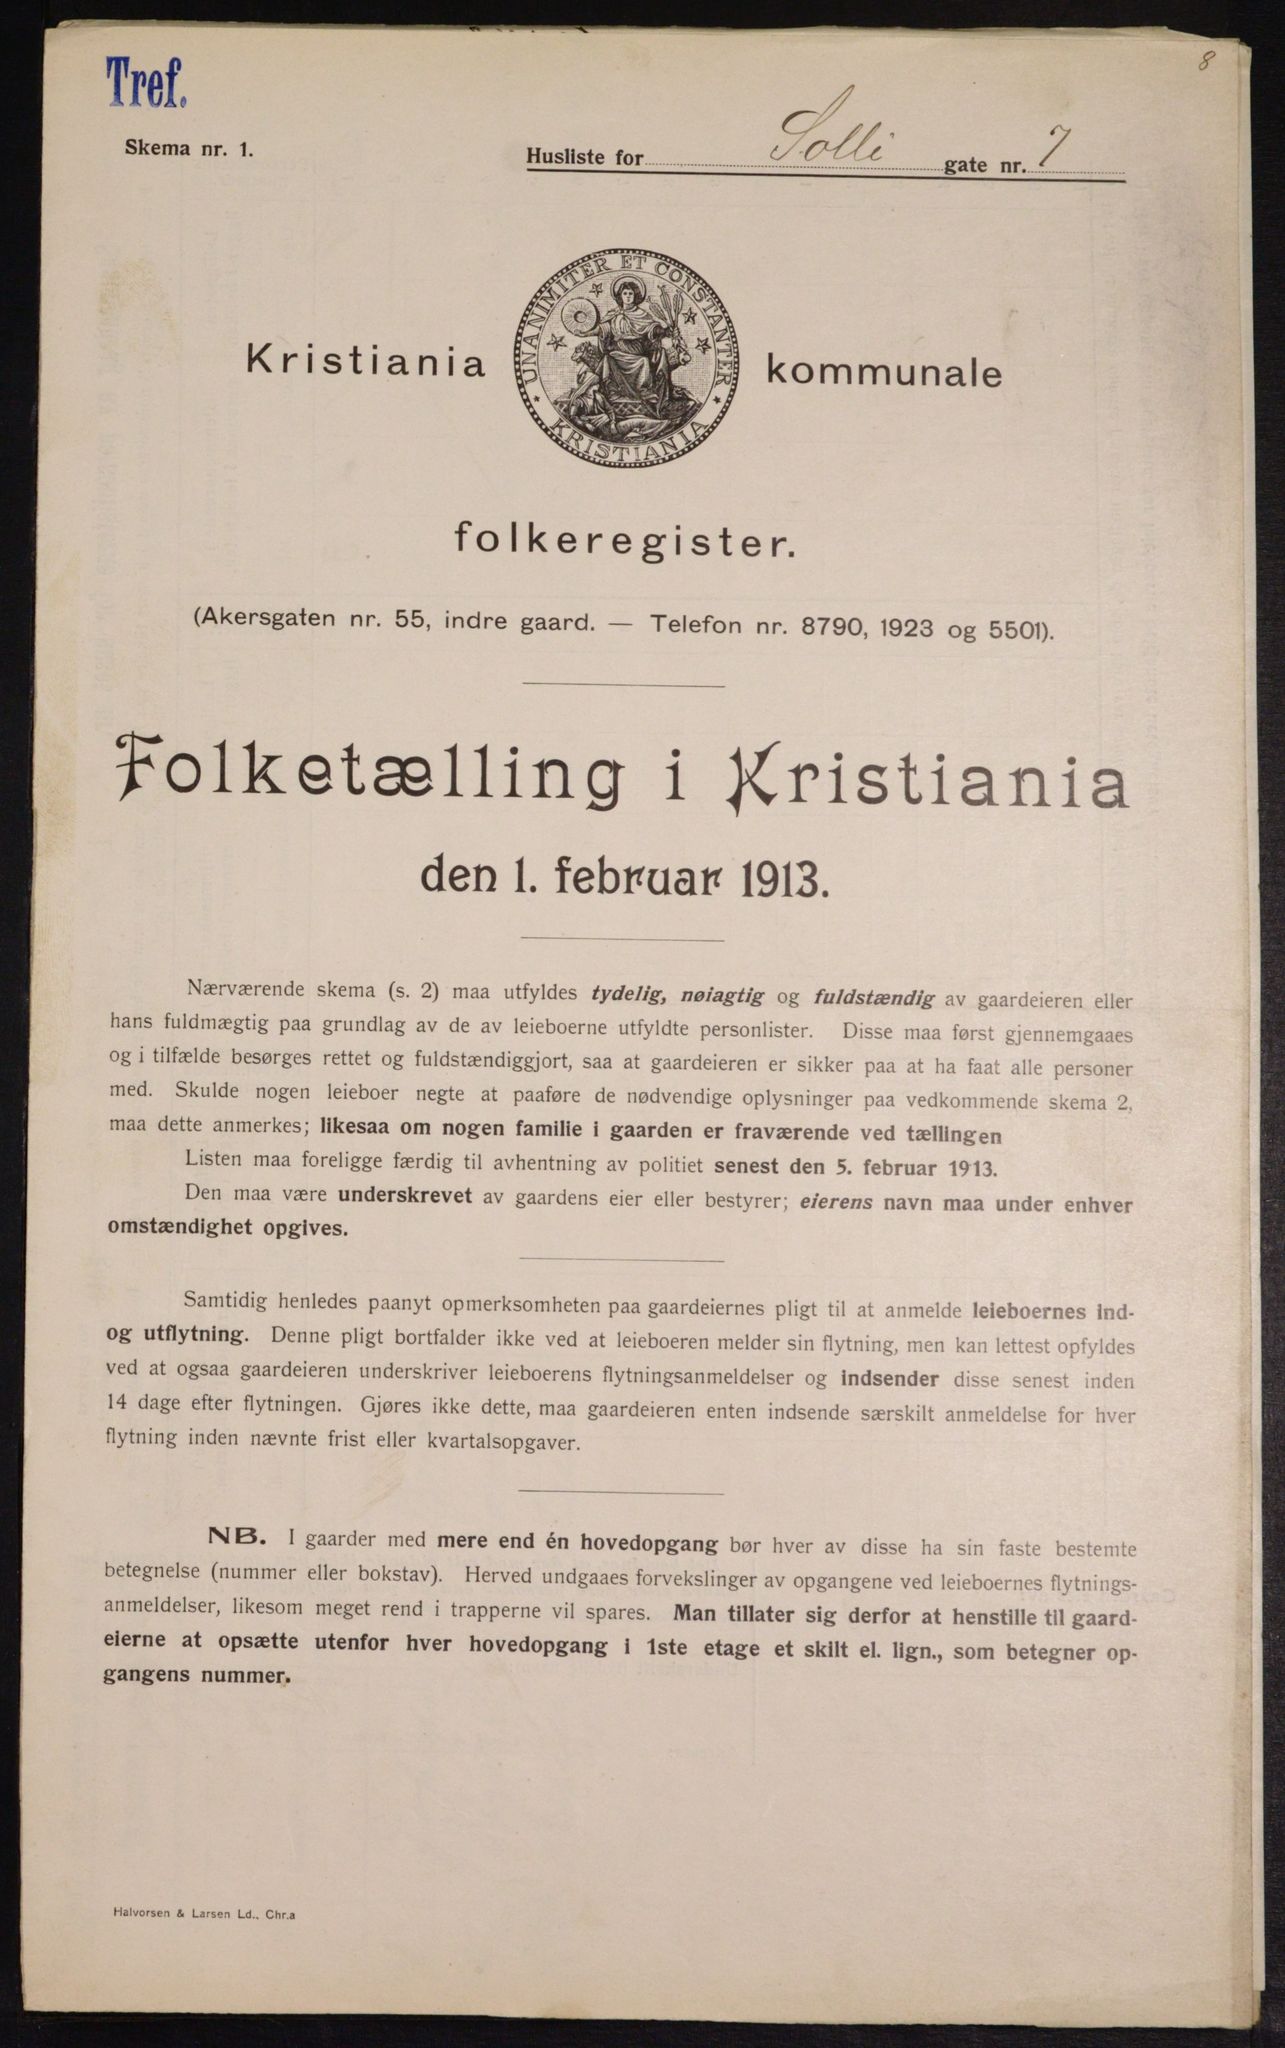 8
Tref.
Skema nr. 1.
Husliste for Solli gate nr. 7
UNANIMITER ET CONSTANTER
KRISTIANIA
Kristiania kommunale
folkeregister.
(Akersgaten nr. 55, indre gaard. — Telefon nr. 8790, 1923 og 5501).
Folketælling i Kristiania
den 1. februar 1913.
Nærværende skema (s. 2) maa utfyldes tydelig, nøiagtig og fuldstændig av gaardeieren eller
hans fuldmægtig paa grundlag av de av leieboerne utfyldte personlister. Disse maa først gjennemgaaes
og i tilfælde besørges rettet og fuldstændiggjort, saa at gaardeieren er sikker paa at ha faat alle personer
med. Skulde nogen leieboer negte at paaføre de nødvendige oplysninger paa vedkommende skema 2,
maa dette anmerkes; likesaa om nogen familie i gaarden er fraværende ved tællingen
Listen maa foreligge færdig til avhentning av politiet senest den 5. februar 1913.
Den maa være underskrevet av gaardens eier eller bestyrer; eierens navn maa under enhver
omstændighet opgives.
Samtidig henledes paanyt opmerksomheten paa gaardeiernes pligt til at anmelde leieboernes ind-
og utflytning. Denne pligt bortfalder ikke ved at leieboeren melder sin flytning, men kan lettest opfyldes
ved at ogsaa gaardeieren underskriver leieboerens flytningsanmeldelser og indsender disse senest inden
14 dage efter flytningen. Gjøres ikke dette, maa gaardeieren enten indsende særskilt anmeldelse for hver
flytning inden nævnte frist eller kvartalsopgaver.
NB. I gaarder med mere end én hovedopgang bør hver av disse ha sin faste bestemte
betegnelse (nummer eller bokstav). Herved undgaaes forvekslinger av opgangene ved leieboernes flytnings-
anmeldelser, likesom meget rend i trapperne vil spares. Man tillater sig derfor at henstille til gaard-
eierne at opsætte utenfor hver hovedopgang i 1ste etage et skilt el. lign., som betegner op-
gangens nummer.
Halvorsen & Larsen Ld., Chr.a